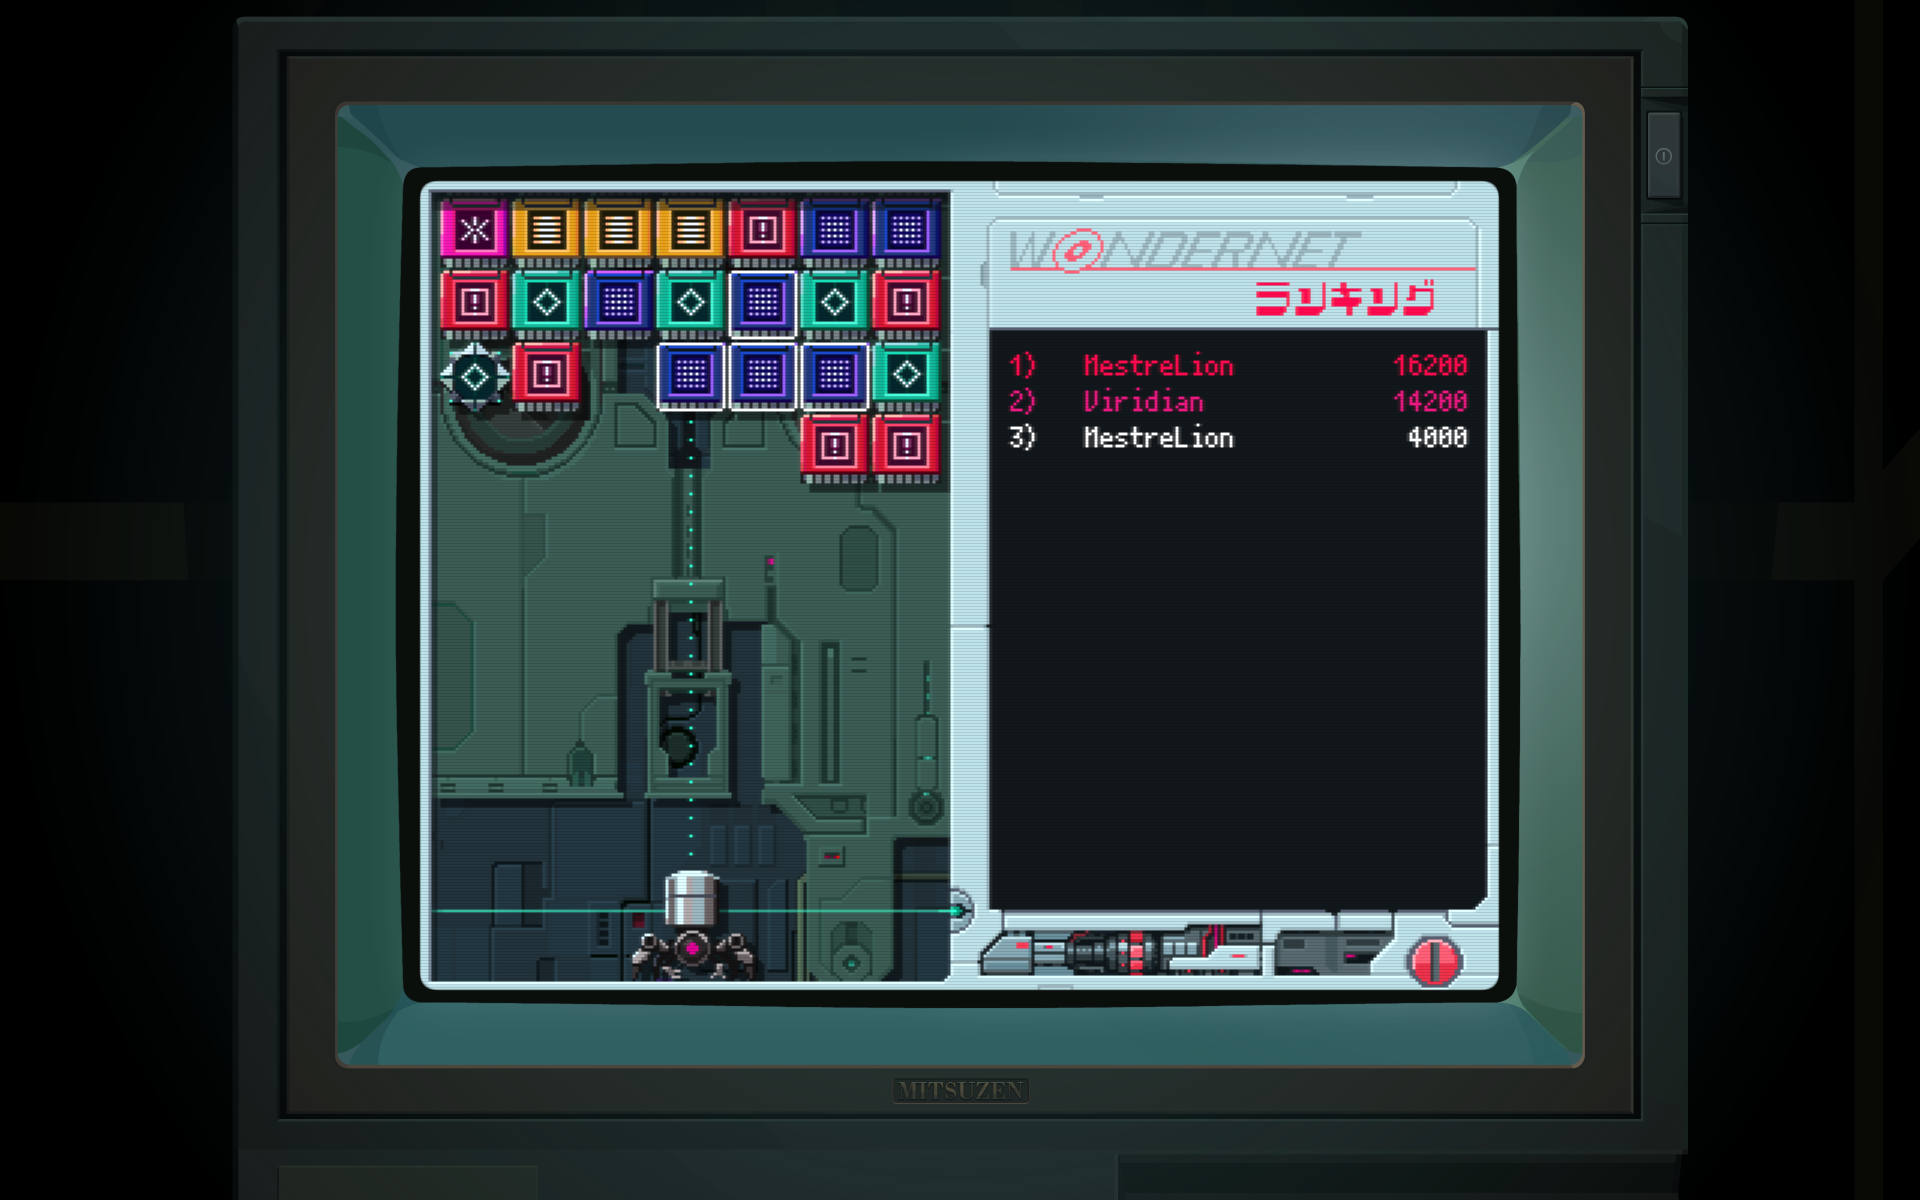 WONDERNET
ランキング
1) MestreLion 16200
2) Viridian 14200
3) MestreLion 4000
MITSUZEN